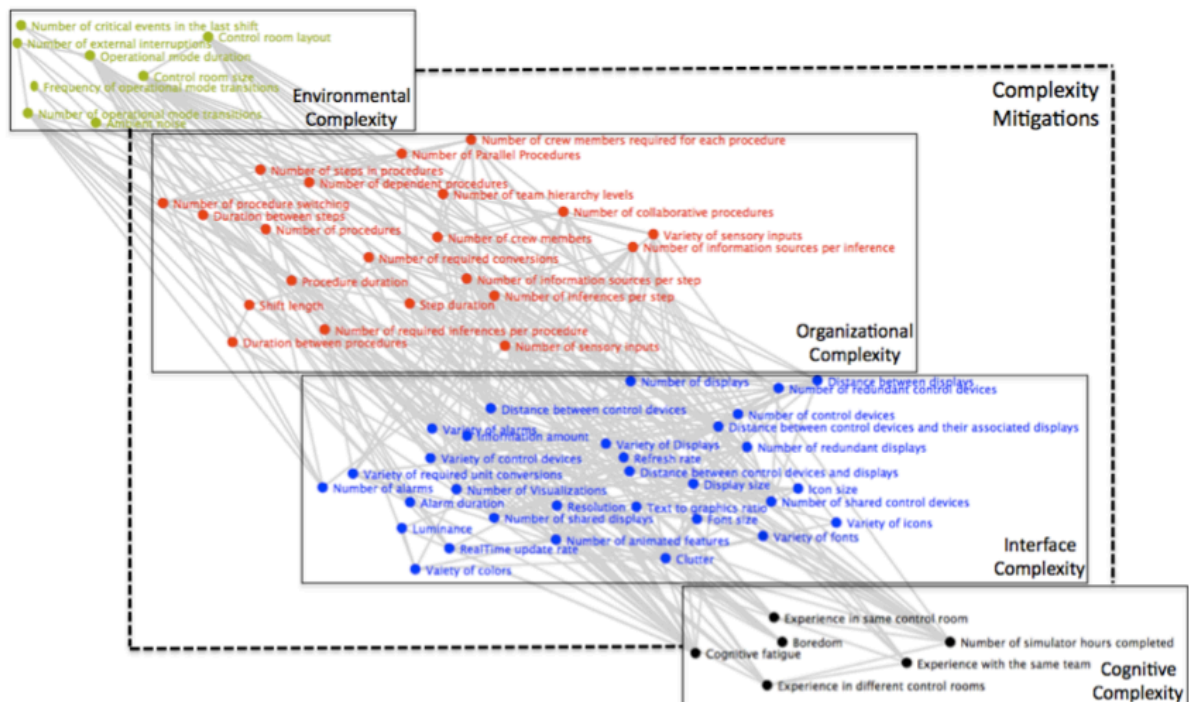 Number of critical events in the last shift
Number of external interruptions
Control room layout
Operational mode duration
Control room size
Frequency of operational mode transitions
Number of operational mode transitions
Ambient noise
Environmental
Complexity
Complexity
Mitigations
Number of crew members required for each procedure
Number of Parallel Procedures
Number of steps in procedures
Number of dependent procedures
Number of team hierarchy levels
Number of procedure switching
Duration between steps
Number of collaborative procedures
Number of procedures
Number of crew members
Variety of sensory inputs
Number of information sources per inference
Number of required conversions
Procedure duration
Number of information sources per step
Number of inferences per step
Shift length
Step duration
Number of required inferences per procedure
Duration between procedures
Number of sensory inputs
Organizational
Complexity
Number of displays
Distance between displays
Number of redundant control devices
Distance between control devices
Number of control devices
Variety of alarms
Information amount
Distance between control devices and their associated displays
Variety of Displays
Number of redundant displays
Variety of control devices
Refresh rate
Variety of required unit conversions
Distance between control devices and displays
Number of alarms
Number of Visualizations
Display size
Icon size
Alarm duration
Resolution
Text to graphics ratio
Number of shared control devices
Number of shared displays
Font size
Variety of icons
Luminance
Number of animated features
Variety of fonts
RealTime update rate
Clutter
Vaiety of colors
Interface
Complexity
Experience in same control room
Boredom
Number of simulator hours completed
Cognitive fatigue
Experience with the same team
Experience in different control rooms
Cognitive
Complexity